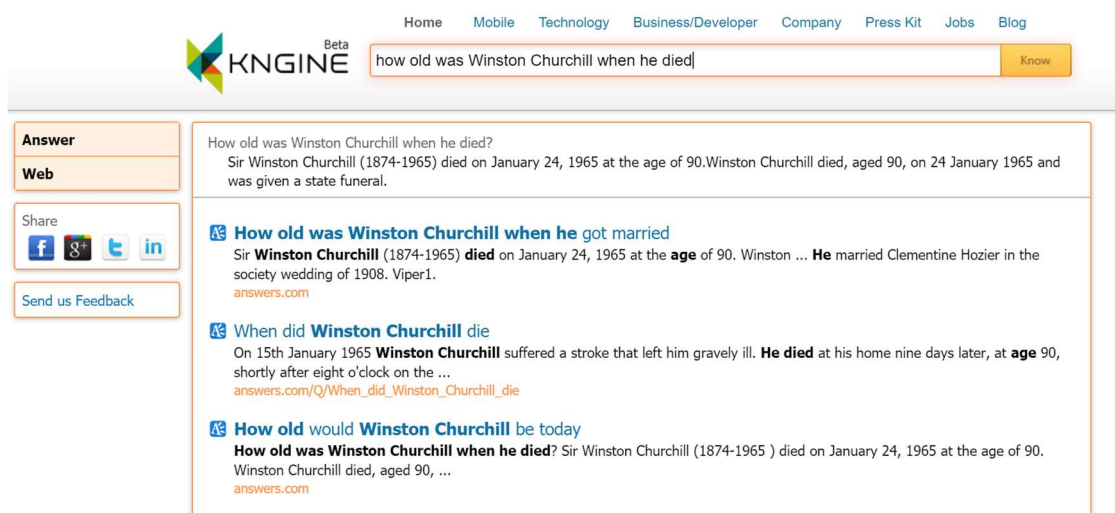 Home Mobile Technology Business/Developer Company Press Kit Jobs Blog
KNGINE Beta
how old was Winston Churchill when he died
Know
Answer
Web
Share
f g+ t in
Send us Feedback
How old was Winston Churchill when he died?
Sir Winston Churchill (1874-1965) died on January 24, 1965 at the age of 90.Winston Churchill died, aged 90, on 24 January 1965 and
was given a state funeral.
How old was Winston Churchill when he got married
Sir Winston Churchill (1874-1965) died on January 24, 1965 at the age of 90. Winston ... He married Clementine Hozier in the
society wedding of 1908. Viper1.
answers.com
When did Winston Churchill die
On 15th January 1965 Winston Churchill suffered a stroke that left him gravely ill. He died at his home nine days later, at age 90,
shortly after eight o'clock on the ...
answers.com/Q/When_did_Winston_Churchill_die
How old would Winston Churchill be today
How old was Winston Churchill when he died? Sir Winston Churchill (1874-1965 ) died on January 24, 1965 at the age of 90.
Winston Churchill died, aged 90, ...
answers.com